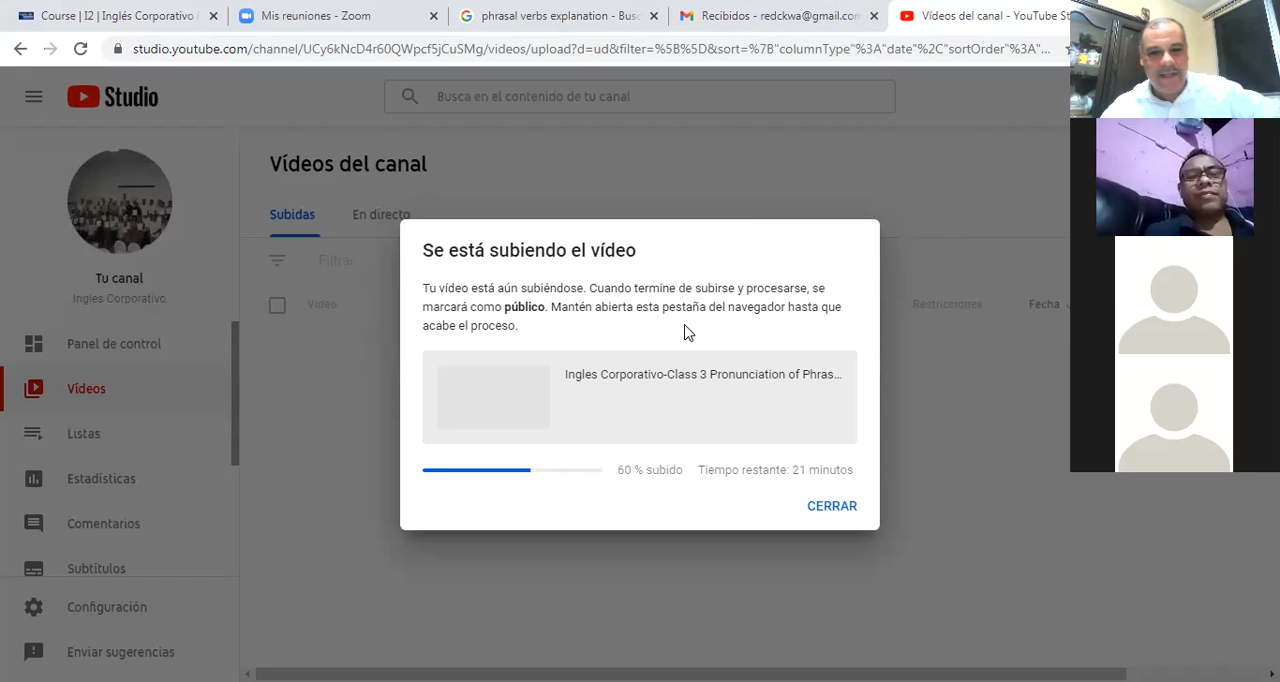 Course | I2 | Inglés Corporativo
Mis reuniones - Zoom
phrasal verbs explanation - Bus
Recibidos - redckwa@gmail.com
Vídeos del canal - YouTube St
studio.youtube.com/channel/UCy6kNcD4r60QWpcf5jCuSMg/videos/upload?d=ud&filter=%5B%5D&sort=%7B"columnType"%3A"date"%2C"sortOrder"%3A"...
Studio
Busca en el contenido de tu canal
Vídeos del canal
Subidas
En directo
Filtrar
Vídeo
Restricciones
Fecha
Tu canal
Ingles Corporativo
Panel de control
Vídeos
Listas
Estadísticas
Comentarios
Subtítulos
Configuración
Enviar sugerencias
Se está subiendo el vídeo
Tu vídeo está aún subiéndose. Cuando termine de subirse y procesarse, se
marcará como público. Mantén abierta esta pestaña del navegador hasta que
acabe el proceso.
Ingles Corporativo-Class 3 Pronunciation of Phras...
60 % subido
Tiempo restante: 21 minutos
CERRAR